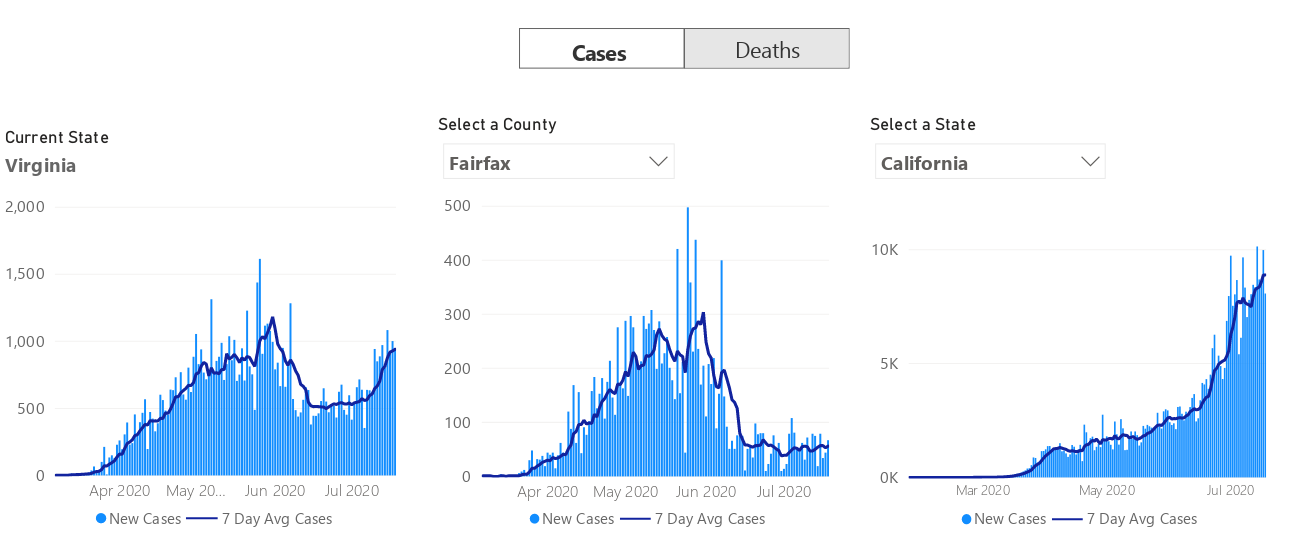 Cases Deaths
Current State
Virginia
2,000
1,500
1,000
500
0
Apr 2020 May 20... Jun 2020 Jul 2020
New Cases 7 Day Avg Cases
Select a County
Fairfax
500
400
300
200
100
0
Apr 2020 May 2020 Jun 2020 Jul 2020
New Cases 7 Day Avg Cases
Select a State
California
10K
5K
0K
Mar 2020 May 2020 Jul 2020
New Cases 7 Day Avg Cases